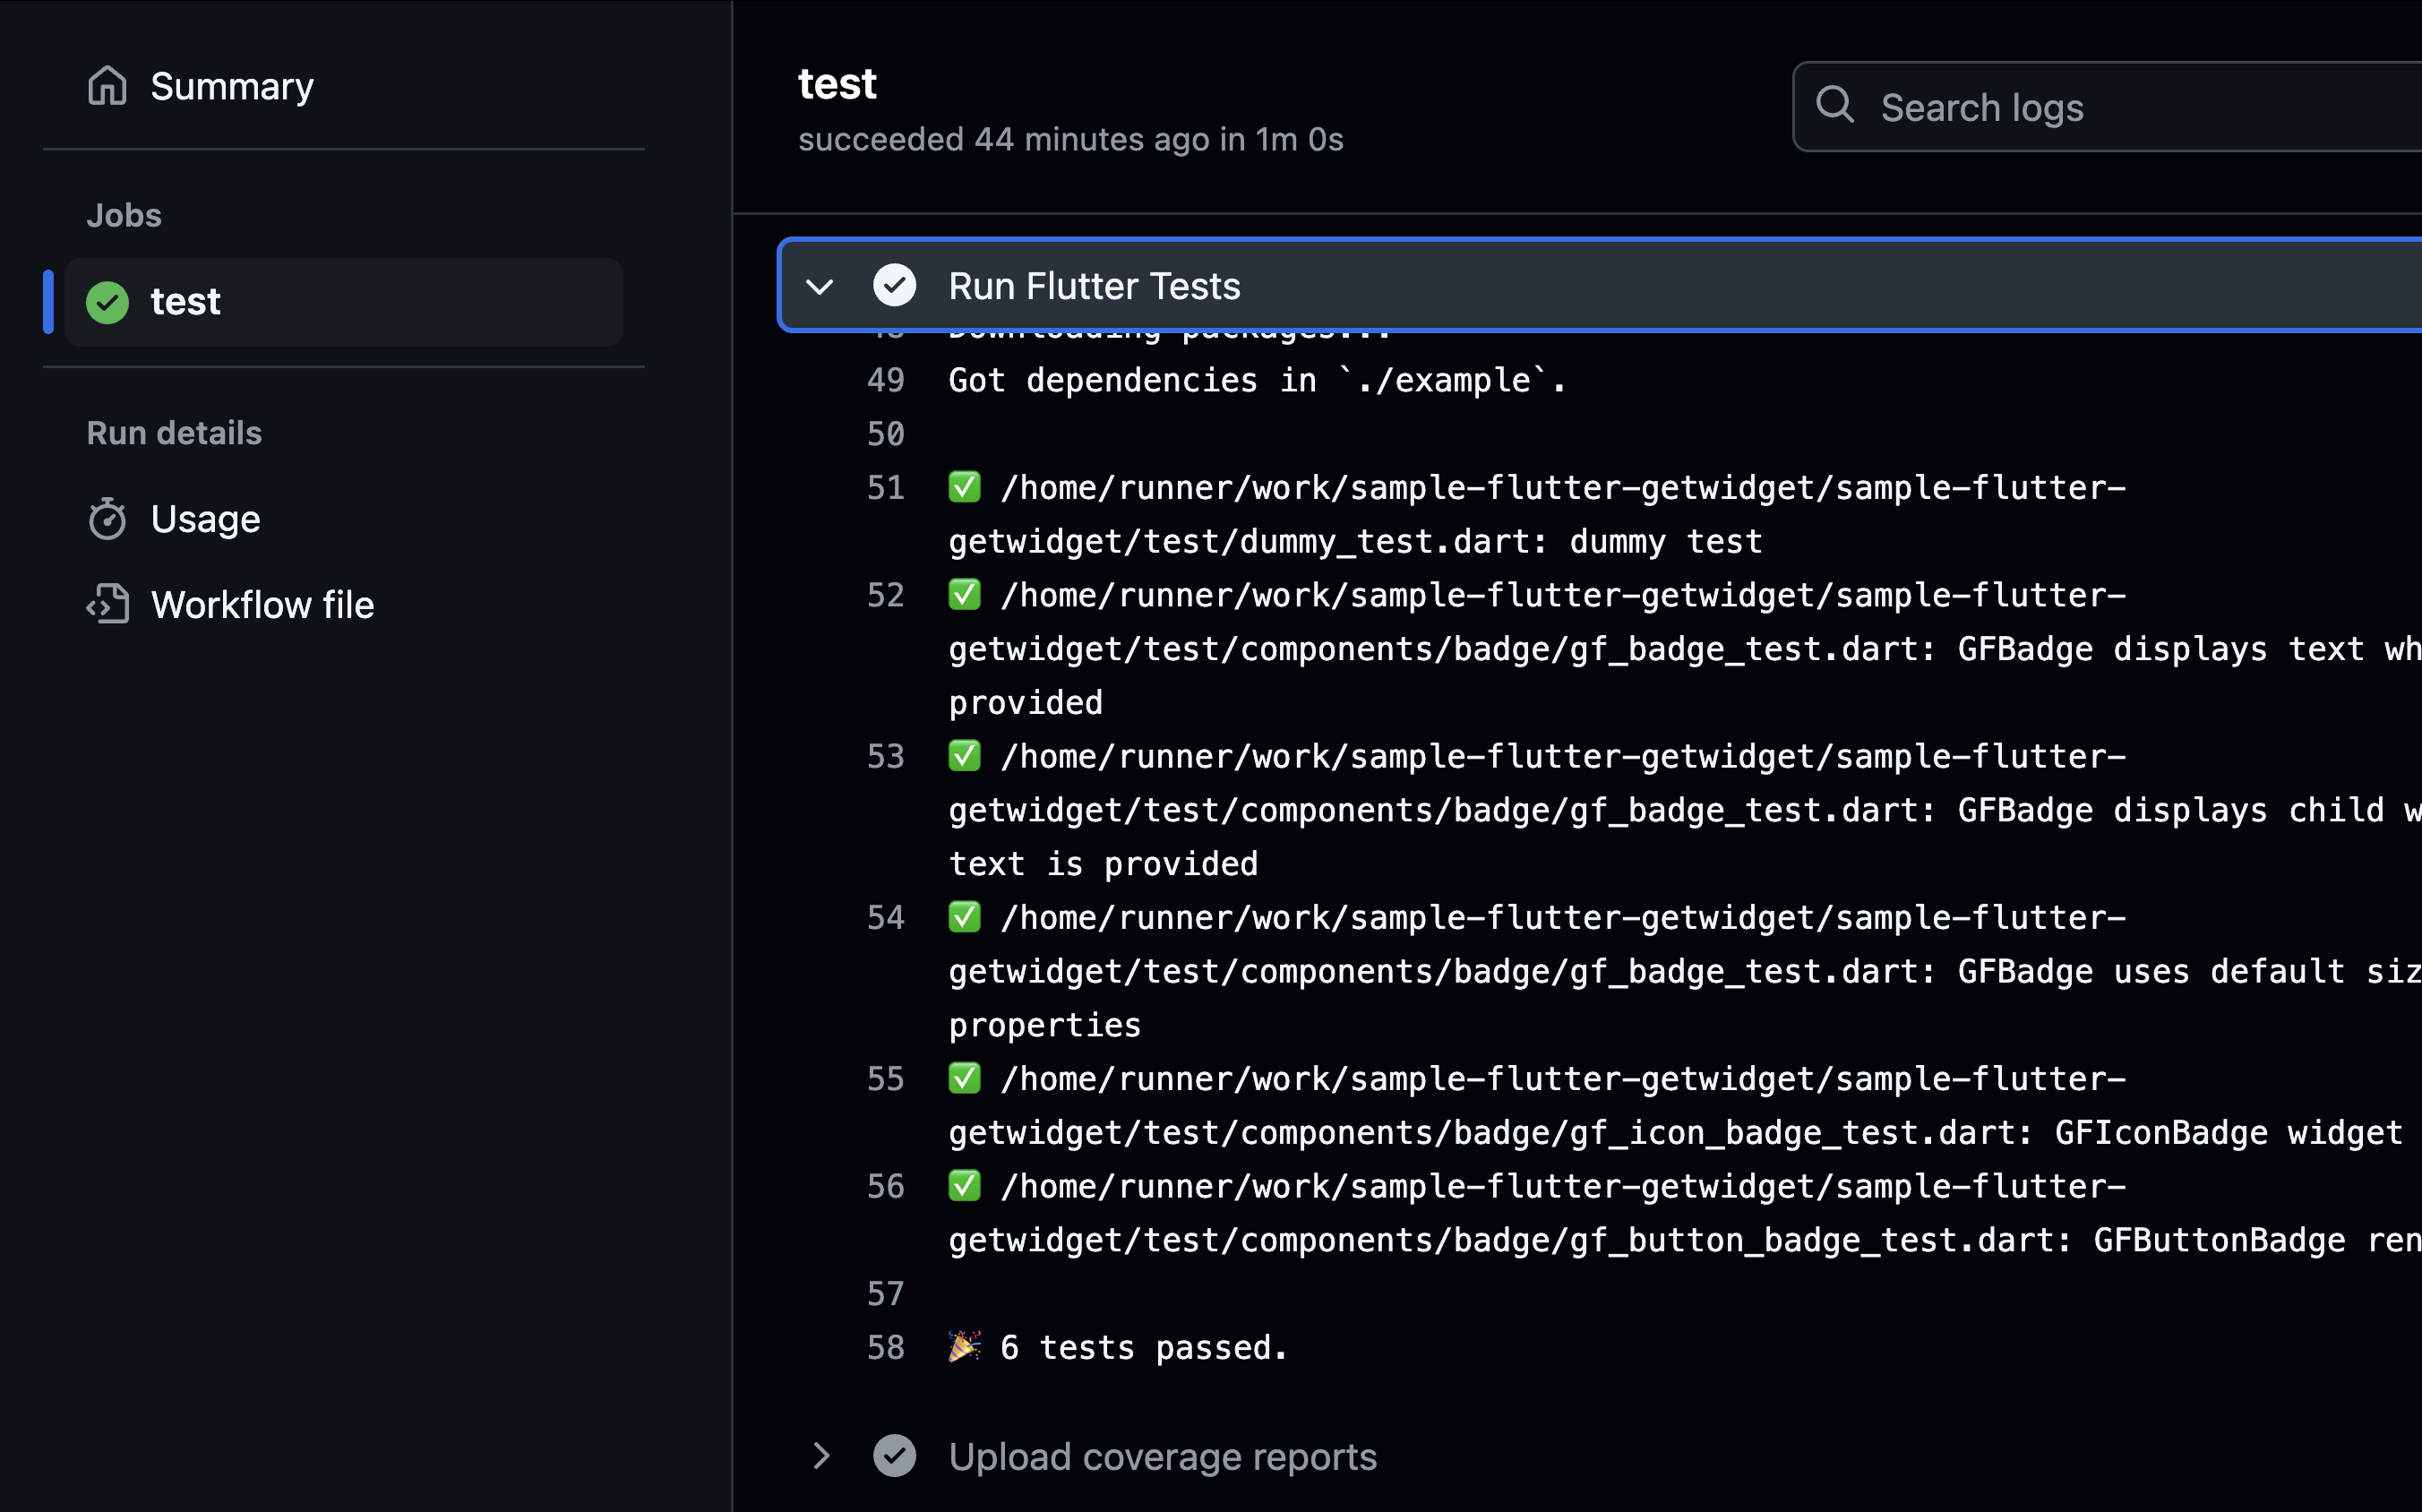 Summary
Jobs
test
Run details
Usage
Workflow file
test
succeeded 44 minutes ago in 1m 0s
Search logs
Run Flutter Tests
48 Downloading packages...
49 Got dependencies in `./example`.
50
51 ✅ /home/runner/work/sample-flutter-getwidget/sample-flutter-
getwidget/test/dummy_test.dart: dummy test
52 ✅ /home/runner/work/sample-flutter-getwidget/sample-flutter-
getwidget/test/components/badge/gf_badge_test.dart: GFBadge displays text wh
provided
53 ✅ /home/runner/work/sample-flutter-getwidget/sample-flutter-
getwidget/test/components/badge/gf_badge_test.dart: GFBadge displays child w
text is provided
54 ✅ /home/runner/work/sample-flutter-getwidget/sample-flutter-
getwidget/test/components/badge/gf_badge_test.dart: GFBadge uses default siz
properties
55 ✅ /home/runner/work/sample-flutter-getwidget/sample-flutter-
getwidget/test/components/badge/gf_icon_badge_test.dart: GFIconBadge widget
56 ✅ /home/runner/work/sample-flutter-getwidget/sample-flutter-
getwidget/test/components/badge/gf_button_badge_test.dart: GFButtonBadge ren
57
58 🎉 6 tests passed.
Upload coverage reports